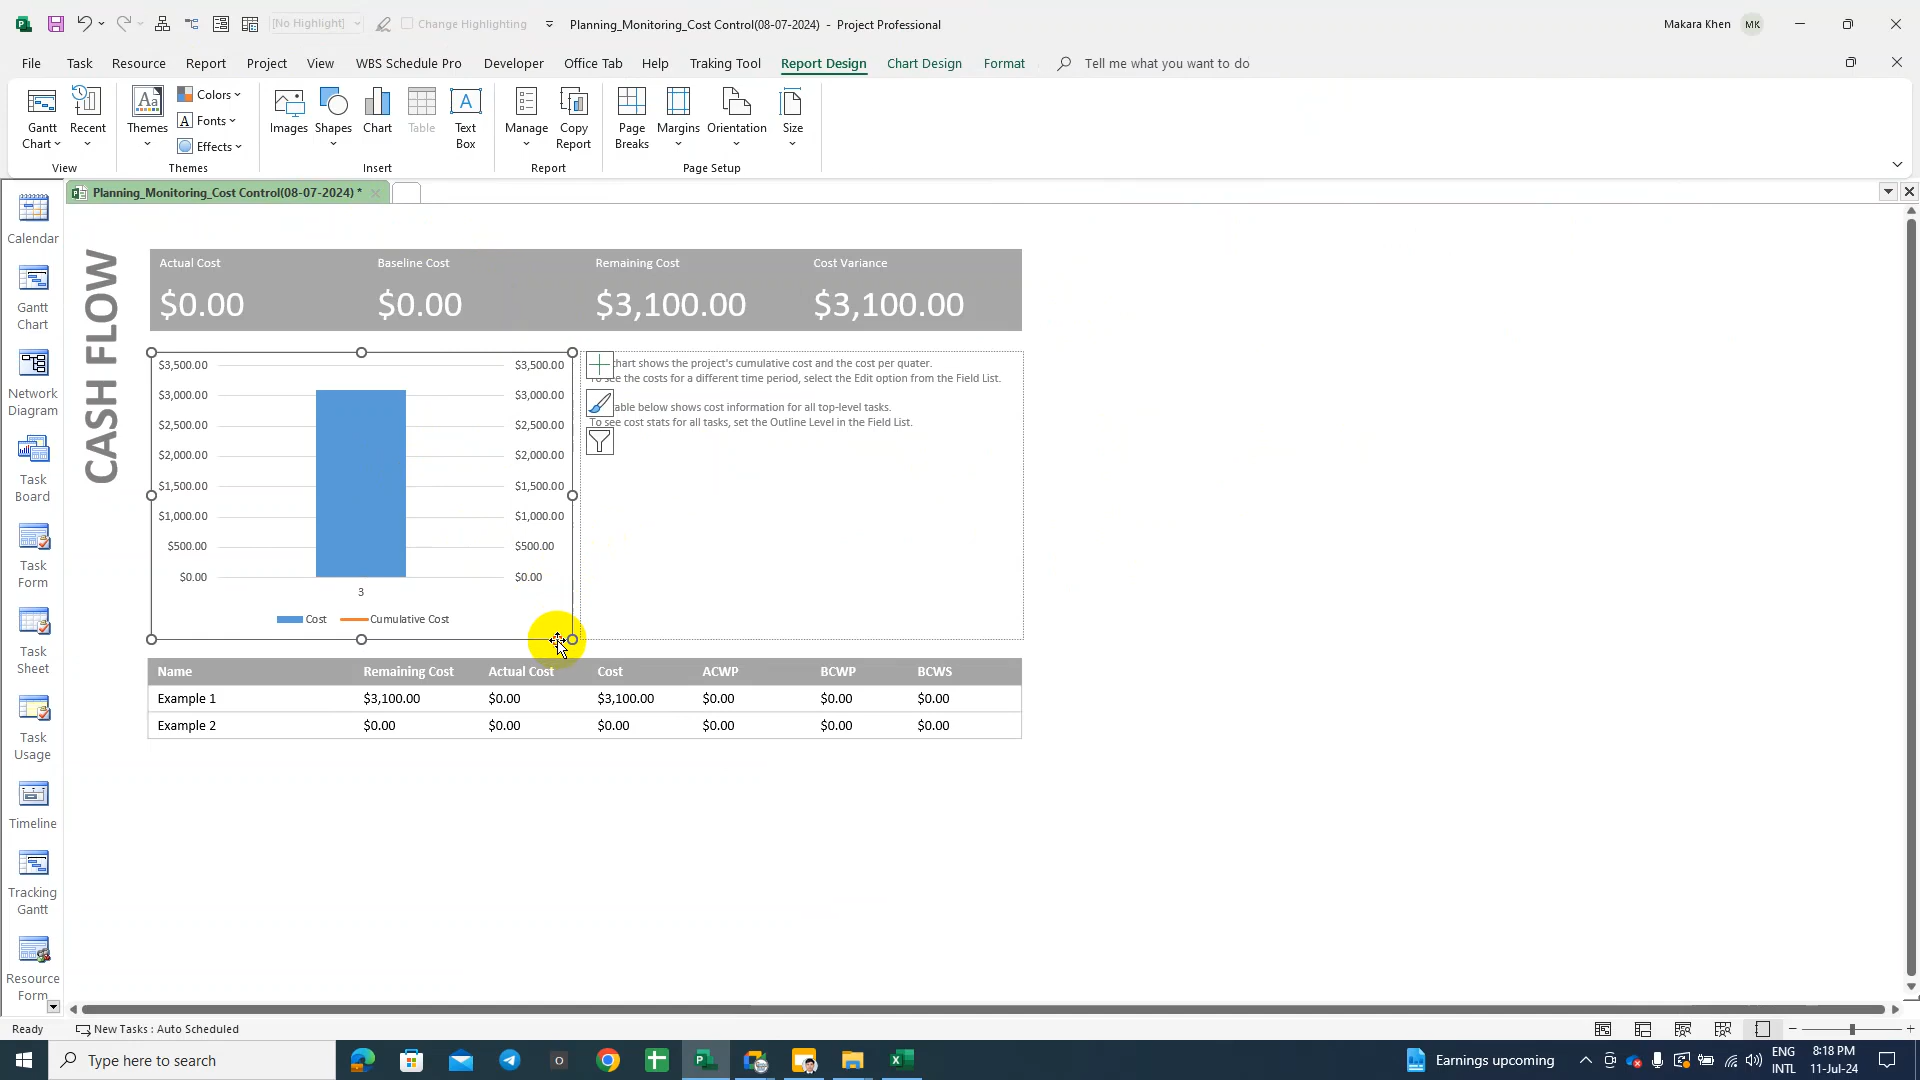 [No Highlight]
Change Highlighting
Planning_Monitoring_Cost Control(08-07-2024) - Project Professional
Makara Khen
MK
File Task Resource Report Project View WBS Schedule Pro Developer Office Tab Help Traking Tool Report Design Chart Design Format Tell me what you want to do
Gantt Chart
Recent
Themes
Colors
Fonts
Effects
Images
Shapes
Chart
Table
Text Box
Manage
Copy Report
Page Breaks
Margins
Orientation
Size
View Themes Insert Report Page Setup
Planning_Monitoring_Cost Control(08-07-2024) *
Calendar
Gantt
Chart
Network
Diagram
Task
Board
Task
Form
Task
Sheet
Task
Usage
Timeline
Tracking
Gantt
Resource
Form
CASH FLOW
Actual Cost Baseline Cost Remaining Cost Cost Variance
$0.00 $0.00 $3,100.00 $3,100.00
$3,500.00 $3,500.00
$3,000.00 $3,000.00
$2,500.00 $2,500.00
$2,000.00 $2,000.00
$1,500.00 $1,500.00
$1,000.00 $1,000.00
$500.00 $500.00
$0.00 $0.00
3
Cost Cumulative Cost
chart shows the project's cumulative cost and the cost per quater.
see the costs for a different time period, select the Edit option from the Field List.
table below shows cost information for all top-level tasks.
To see cost stats for all tasks, set the Outline Level in the Field List.
Name Remaining Cost Actual Cost Cost ACWP BCWP BCWS
Example 1 $3,100.00 $0.00 $3,100.00 $0.00 $0.00 $0.00
Example 2 $0.00 $0.00 $0.00 $0.00 $0.00 $0.00
Ready New Tasks : Auto Scheduled
Type here to search
Earnings upcoming
ENG
INTL
8:18 PM
11-Jul-24